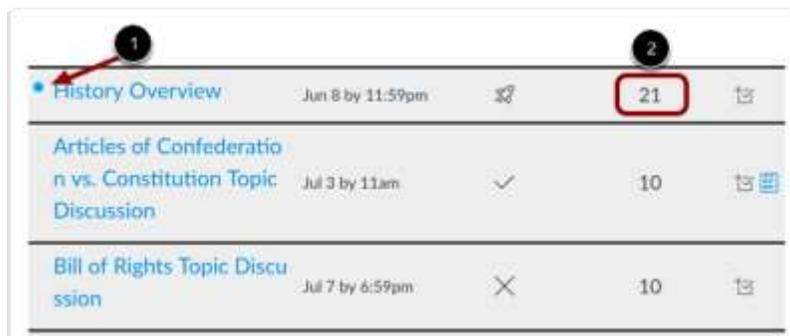 1
2
History Overview Jun 8 by 11:59pm 21
Articles of Confederatio
n vs. Constitution Topic Jul 3 by 11am 10
Discussion
Bill of Rights Topic Discu
ssion Jul 7 by 6:59pm 10